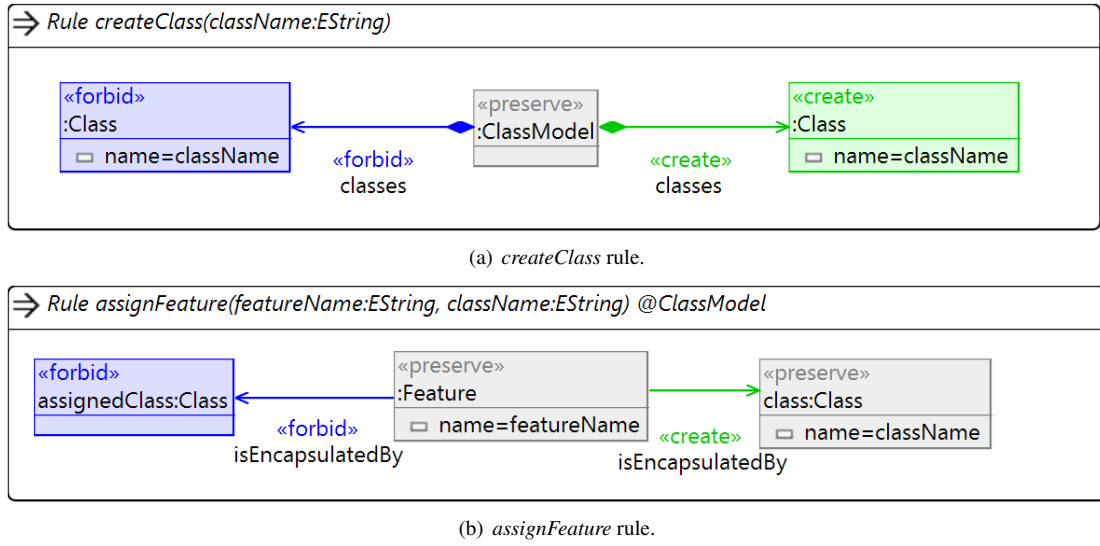 Rule createClass(className:EString)
«forbid»
:Class
name=className
«forbid»
classes
«preserve»
:ClassModel
«create»
classes
«create»
:Class
name=className
(a) createClass rule.
Rule assignFeature(featureName:EString, className:EString) @ClassModel
«forbid»
assignedClass:Class
«forbid»
isEncapsulatedBy
«preserve»
:Feature
name=featureName
«create»
isEncapsulatedBy
«preserve»
class:Class
name=className
(b) assignFeature rule.